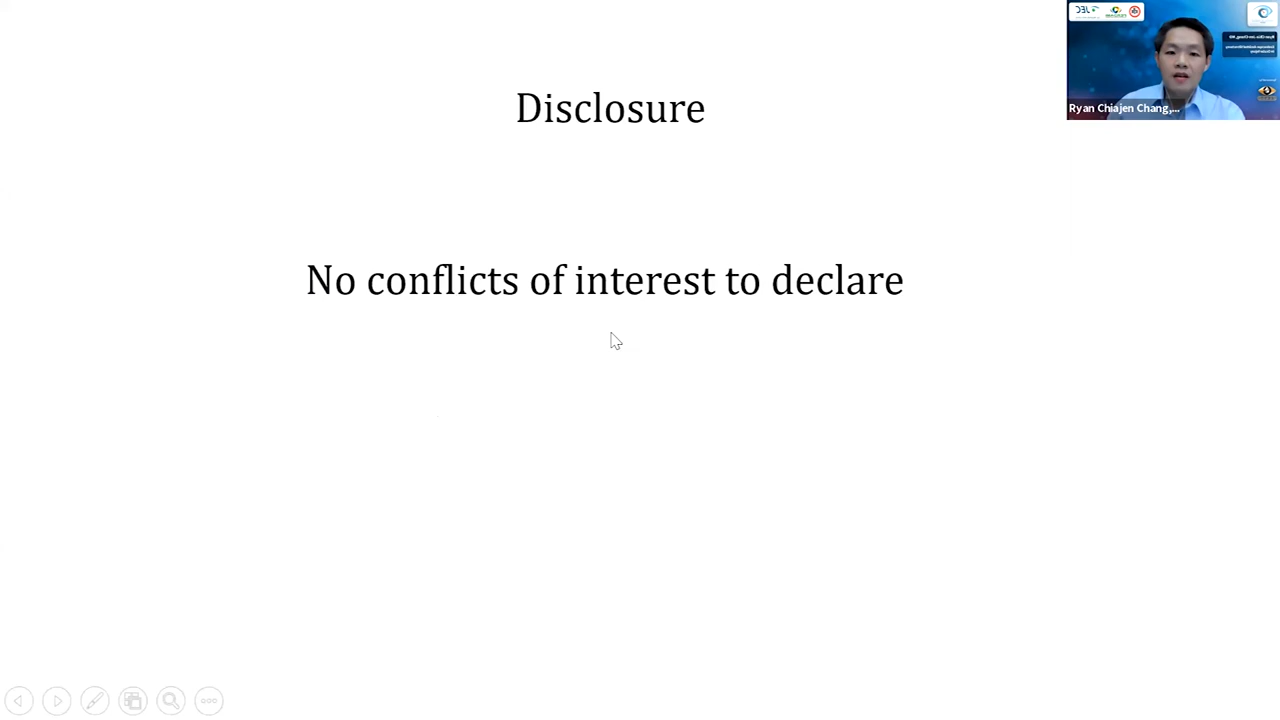 Disclosure
No conflicts of interest to declare
Ryan Chiajen Chang,...